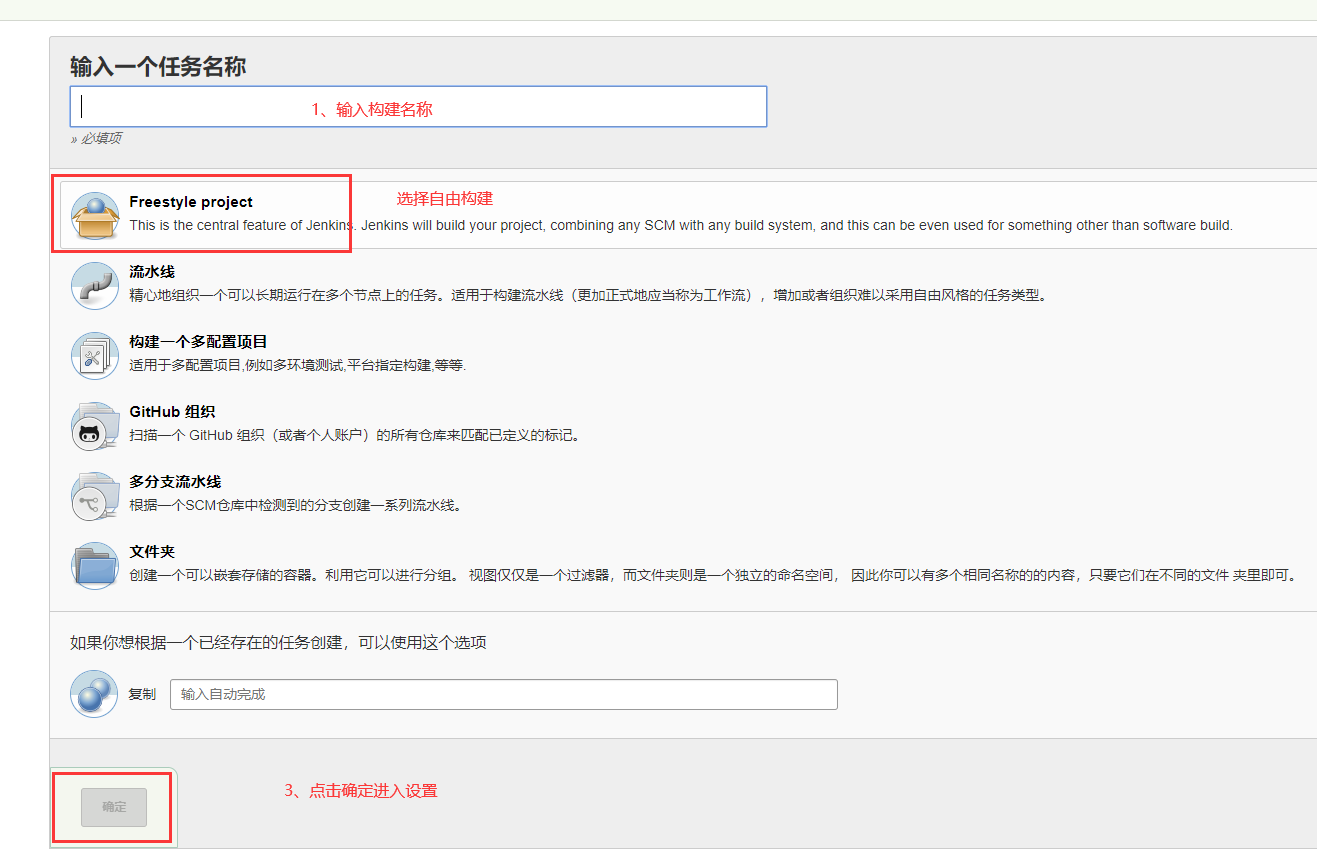 输入一个任务名称
1、输入构建名称
» 必填项
Freestyle project
选择自由构建
This is the central feature of Jenkins. Jenkins will build your project, combining any SCM with any build system, and this can be even used for something other than software build.
流水线
精心地组织一个可以长期运行在多个节点上的任务。适用于构建流水线（更加正式地应当称为工作流），增加或者组织难以采用自由风格的任务类型。
构建一个多配置项目
适用于多配置项目,例如多环境测试,平台指定构建,等等.
GitHub 组织
扫描一个 GitHub 组织（或者个人账户）的所有仓库来匹配已定义的标记。
多分支流水线
根据一个SCM仓库中检测到的分支创建一系列流水线。
文件夹
创建一个可以嵌套存储的容器。利用它可以进行分组。 视图仅仅是一个过滤器，而文件夹则是一个独立的命名空间， 因此你可以有多个相同名称的的内容，只要它们在不同的文件 夹里即可。
如果你想根据一个已经存在的任务创建，可以使用这个选项
复制
输入自动完成
3、点击确定进入设置
确定